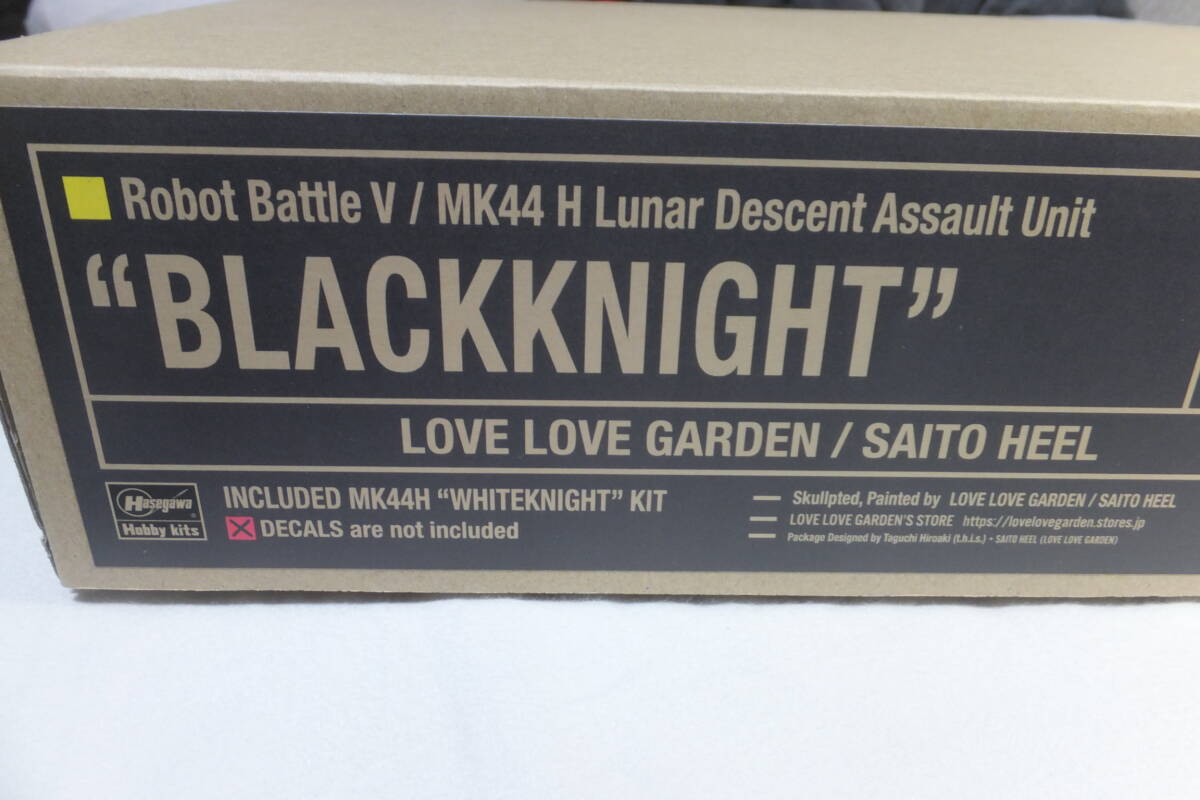 Robot Battle V / MK44 H Lunar Descent Assault Unit
“BLACKKNIGHT”
LOVE LOVE GARDEN / SAITO HEEL
Hasegawa
Hobby kits
INCLUDED MK44H “WHITEKNIGHT” KIT
DECALS are not included
Skullpted, Painted by LOVE LOVE GARDEN / SAITO HEEL
LOVE LOVE GARDEN'S STORE https://lovelovegarden.stores.jp
Package Designed by Taguchi Hiroaki (t.h.i.s.) - SAITO HEEL (LOVE LOVE GARDEN)